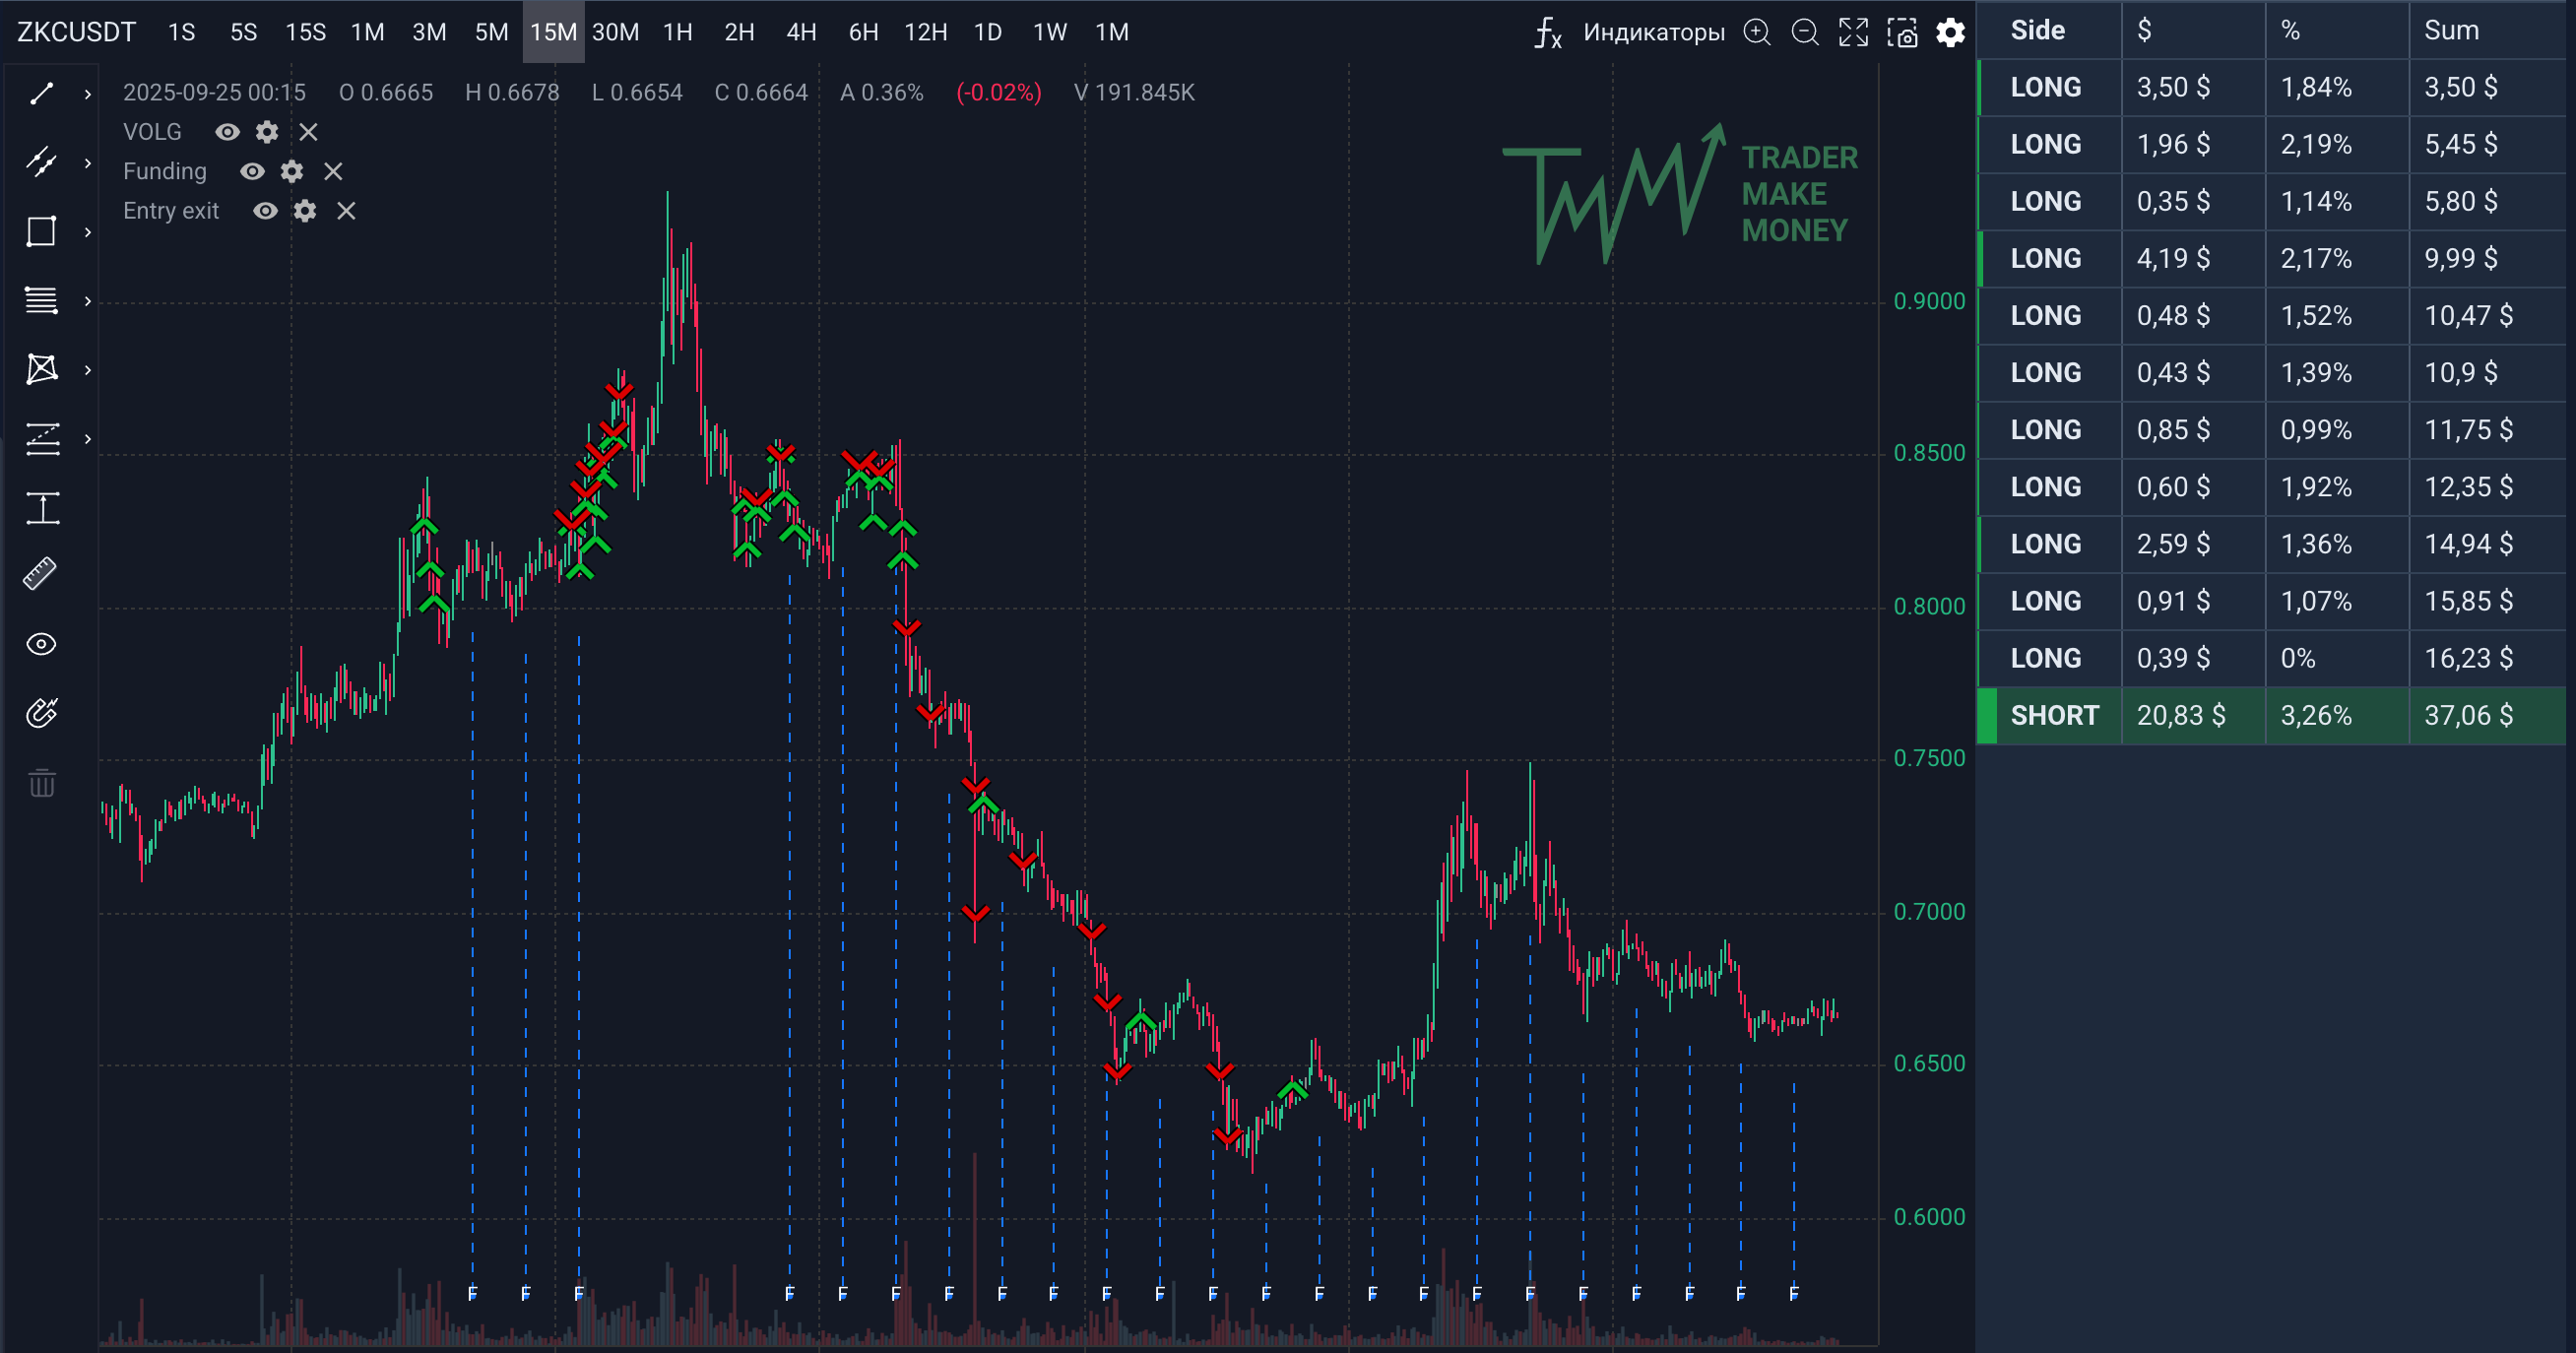 ZKCUSDT 1S 5S 15S 1M 3M 5M 15M 30M 1H 2H 4H 6H 12H 1D 1W 1M fx Индикаторы
2025-09-25 00:15 O 0.6665 H 0.6678 L 0.6654 C 0.6664 A 0.36% (-0.02%) V 191.845K
VOLG
Funding
Entry exit
TRADER
MAKE
MONEY
0.9000
0.8500
0.8000
0.7500
0.7000
0.6500
0.6000
F F F F F F F F F F F F F F F F F F F F F F F
Side $ % Sum
LONG 3,50 $ 1,84% 3,50 $
LONG 1,96 $ 2,19% 5,45 $
LONG 0,35 $ 1,14% 5,80 $
LONG 4,19 $ 2,17% 9,99 $
LONG 0,48 $ 1,52% 10,47 $
LONG 0,43 $ 1,39% 10,9 $
LONG 0,85 $ 0,99% 11,75 $
LONG 0,60 $ 1,92% 12,35 $
LONG 2,59 $ 1,36% 14,94 $
LONG 0,91 $ 1,07% 15,85 $
LONG 0,39 $ 0% 16,23 $
SHORT 20,83 $ 3,26% 37,06 $